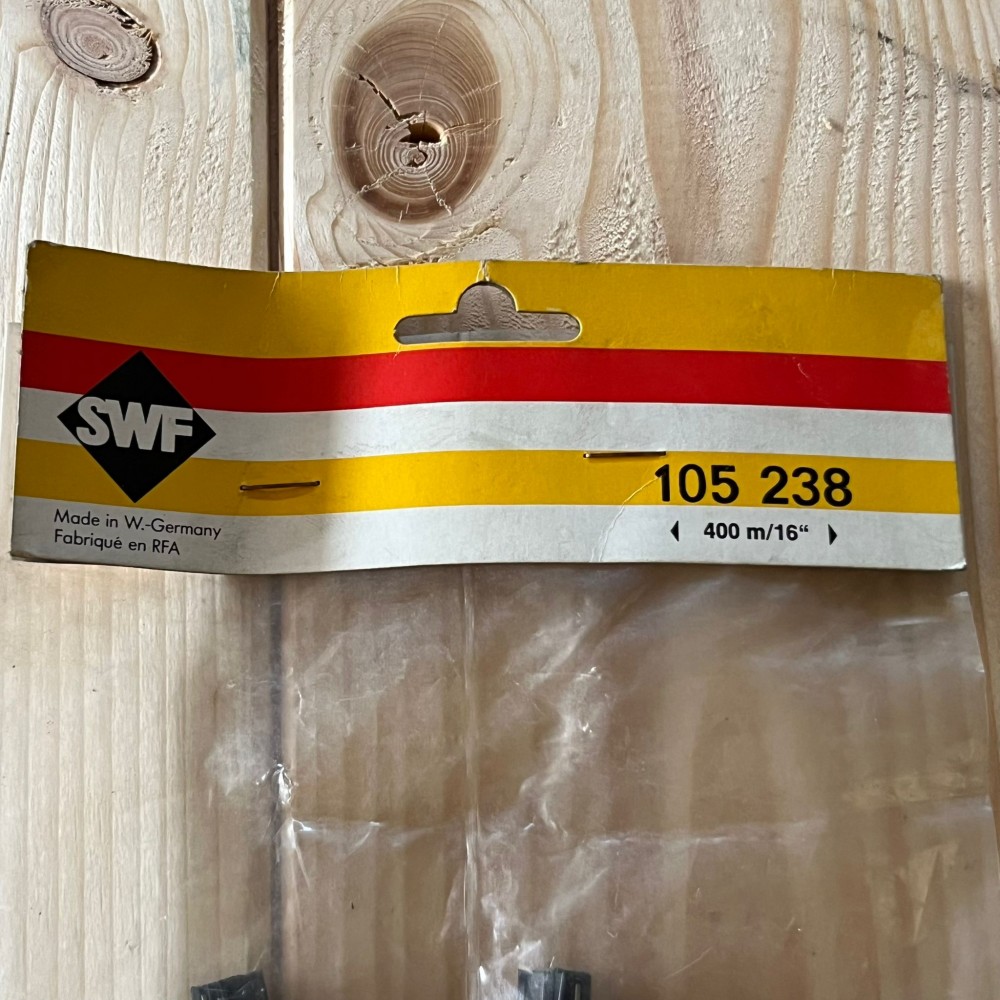 SWF
105 238
400 m/16“
Made in W.-Germany
Fabriqué en RFA